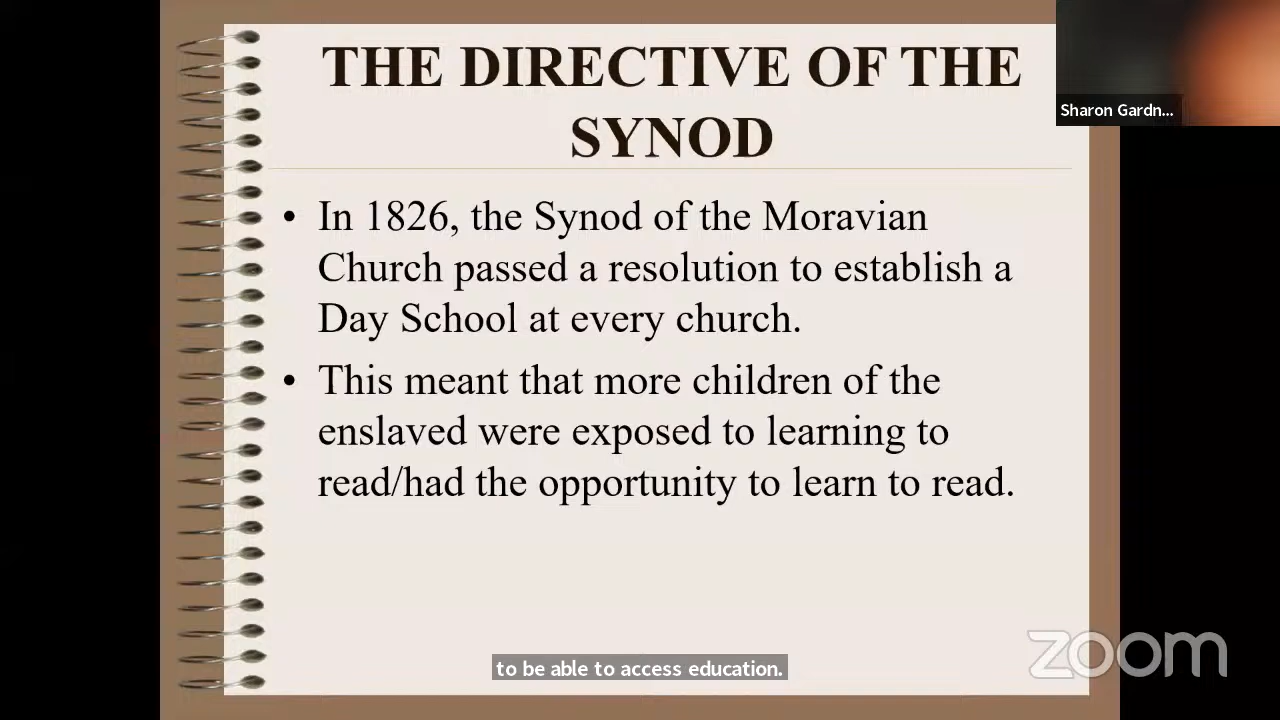 THE DIRECTIVE OF THE
SYNOD
Sharon Gardn...
• In 1826, the Synod of the Moravian
Church passed a resolution to establish a
Day School at every church.
• This meant that more children of the
enslaved were exposed to learning to
read/had the opportunity to learn to read.
to be able to access education.
zoom